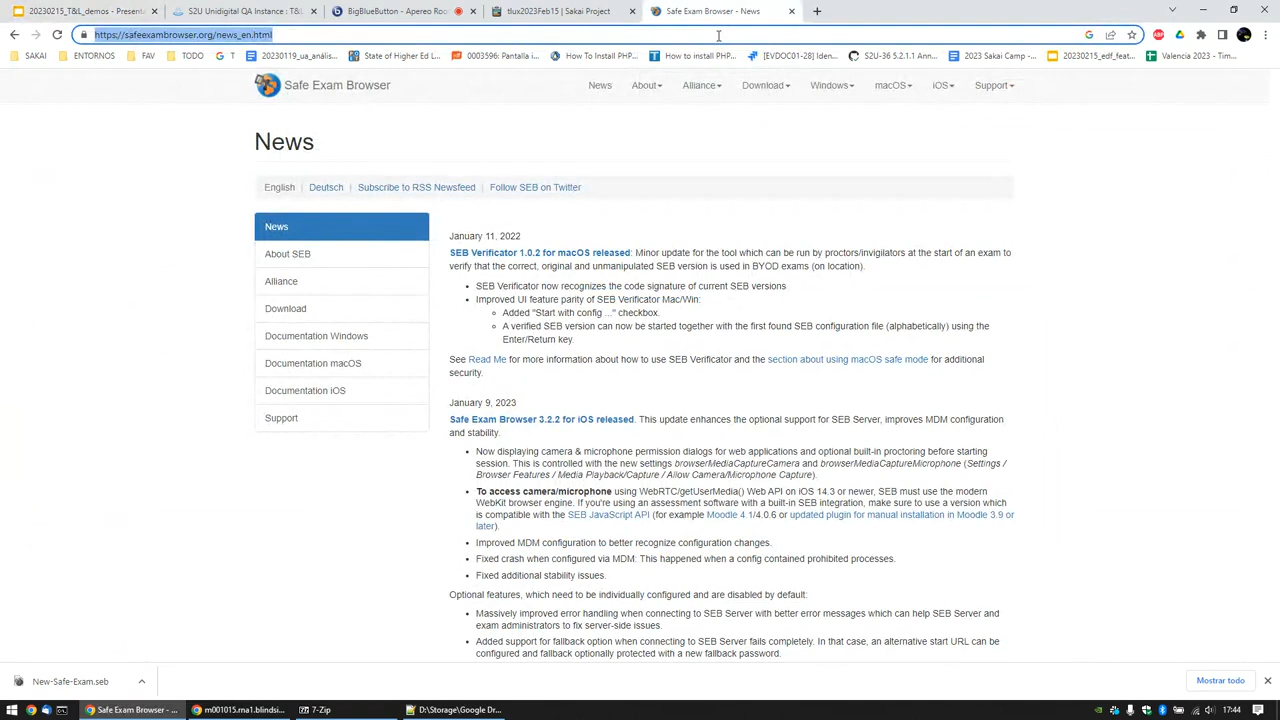 20230215_T&L_demos - Presenta
S2U Unidigital QA Instance : T&L
BigBlueButton - Apereo Roo
tlux2023Feb15 | Sakai Project
Safe Exam Browser - News
https://safeexambrowser.org/news_en.html
SAKAI
ENTORNOS
FAV
TODO
T
20230119_ua_anális...
State of Higher Ed I...
0003596: Pantalla i...
How To Install PHP...
How to install PHP...
[EVDOC01-28] Iden...
S2U-36 5.2.1.1 Ann...
2023 Sakai Camp -...
20230215_edf_feat...
Valencia 2023 - Tim...
Safe Exam Browser
News
About
Alliance
Download
Windows
macOS
iOS
Support
News
English | Deutsch | Subscribe to RSS Newsfeed | Follow SEB on Twitter
News
About SEB
Alliance
Download
Documentation Windows
Documentation macOS
Documentation iOS
Support
January 11, 2022
SEB Verificator 1.0.2 for macOS released: Minor update for the tool which can be run by proctors/invigilators at the start of an exam to
verify that the correct, original and unmanipulated SEB version is used in BYOD exams (on location).
• SEB Verificator now recognizes the code signature of current SEB versions
• Improved UI feature parity of SEB Verificator Mac/Win:
Added "Start with config ..." checkbox.
A verified SEB version can now be started together with the first found SEB configuration file (alphabetically) using the
Enter/Return key.
See Read Me for more information about how to use SEB Verificator and the section about using macOS safe mode for additional
security.
January 9, 2023
Safe Exam Browser 3.2.2 for iOS released. This update enhances the optional support for SEB Server, improves MDM configuration
and stability.
• Now displaying camera & microphone permission dialogs for web applications and optional built-in proctoring before starting
session. This is controlled with the new settings browserMediaCaptureCamera and browserMediaCaptureMicrophone (Settings /
Browser Features / Media Playback/Capture / Allow Camera/Microphone Capture).
• To access camera/microphone using WebRTC/getUserMedia() Web API on iOS 14.3 or newer, SEB must use the modern
WebKit browser engine. If you're using an assessment software with a built-in SEB integration, make sure to use a version which
is compatible with the SEB JavaScript API (for example Moodle 4.1/4.0.6 or updated plugin for manual installation in Moodle 3.9 or
later).
• Improved MDM configuration to better recognize configuration changes.
• Fixed crash when configured via MDM: This happened when a config contained prohibited processes.
• Fixed additional stability issues.
Optional features, which need to be individually configured and are disabled by default:
• Massively improved error handling when connecting to SEB Server with better error messages which can help SEB Server and
exam administrators to fix server-side issues.
• Added support for fallback option when connecting to SEB Server fails completely. In that case, an alternative start URL can be
configured and fallback optionally protected with a new fallback password.
New-Safe-Exam.seb
Mostrar todo
Safe Exam Browser - ...
m001015.rna1.blindsi...
7-Zip
D:\Storage\Google Dr...
17:44